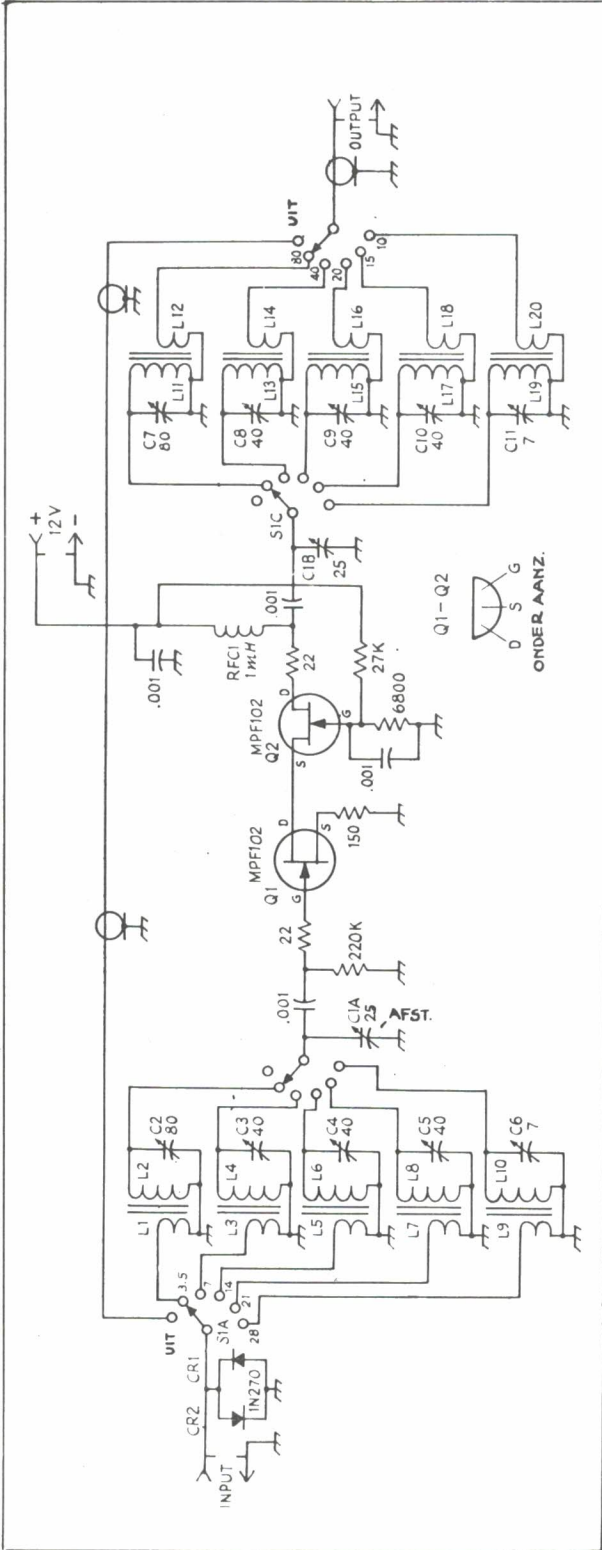 INPUT
CR2
CR1
1N270
UIT
S1A
3.5
7
14
21
28
L1
L2
C2
80
L3
L4
C3
40
L5
L6
C4
40
L7
L8
C5
40
L9
L10
C6
7
C1A
25
AFST.
.001
220K
22
Q1
MPF102
G
D
S
150
Q2
MPF102
S
D
G
.001
6800
27K
22
RFC1
1mH
.001
+
12V
-
.001
C1B
25
S1C
C7
80
L11
L12
C8
40
L13
L14
C9
40
L15
L16
C10
40
L17
L18
C11
7
L19
L20
UIT
80
40
20
15
10
OUTPUT
Q1-Q2
D
S
G
ONDER AANZ.